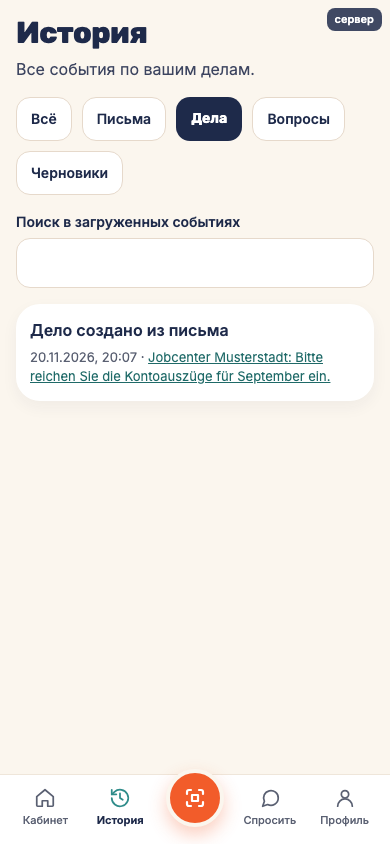 сервер
История
Все события по вашим делам.
Всё
Письма
Дела
Вопросы
Черновики
Поиск в загруженных событиях
Дело создано из письма
20.11.2026, 20:07 · Jobcenter Musterstadt: Bitte
reichen Sie die Kontoauszüge für September ein.
Кабинет
История
Спросить
Профиль